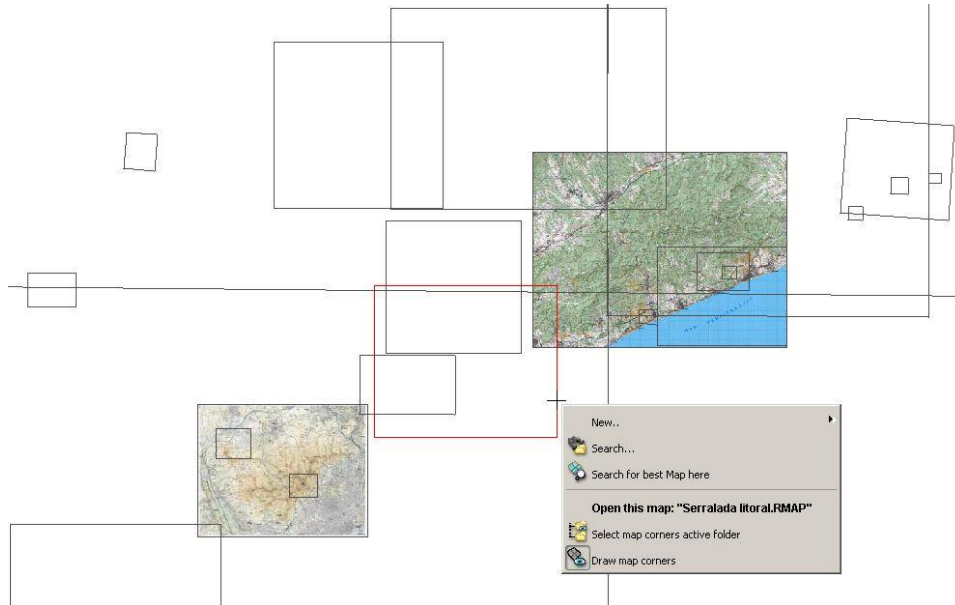 New..
Search...
Search for best Map here
Open this map: "Serralada litoral.RMAP"
Select map corners active folder
Draw map corners